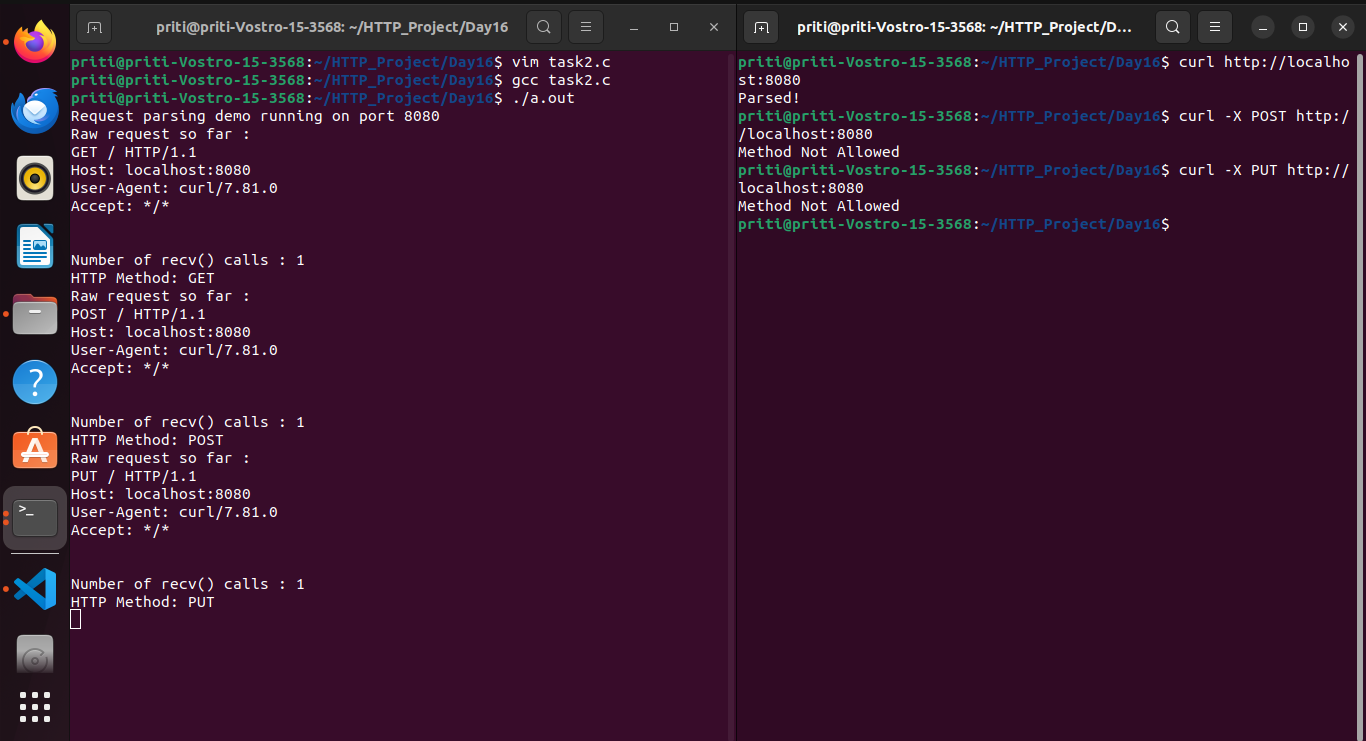 priti@priti-Vostro-15-3568: ~/HTTP_Project/Day16
priti@priti-Vostro-15-3568:~/HTTP_Project/Day16$ vim task2.c
priti@priti-Vostro-15-3568:~/HTTP_Project/Day16$ gcc task2.c
priti@priti-Vostro-15-3568:~/HTTP_Project/Day16$ ./a.out
Request parsing demo running on port 8080
Raw request so far :
GET / HTTP/1.1
Host: localhost:8080
User-Agent: curl/7.81.0
Accept: */*
Number of recv() calls : 1
HTTP Method: GET
Raw request so far :
POST / HTTP/1.1
Host: localhost:8080
User-Agent: curl/7.81.0
Accept: */*
Number of recv() calls : 1
HTTP Method: POST
Raw request so far :
PUT / HTTP/1.1
Host: localhost:8080
User-Agent: curl/7.81.0
Accept: */*
Number of recv() calls : 1
HTTP Method: PUT
priti@priti-Vostro-15-3568: ~/HTTP_Project/D...
priti@priti-Vostro-15-3568:~/HTTP_Project/Day16$ curl http://localho
st:8080
Parsed!
priti@priti-Vostro-15-3568:~/HTTP_Project/Day16$ curl -X POST http:/
/localhost:8080
Method Not Allowed
priti@priti-Vostro-15-3568:~/HTTP_Project/Day16$ curl -X PUT http://
localhost:8080
Method Not Allowed
priti@priti-Vostro-15-3568:~/HTTP_Project/Day16$